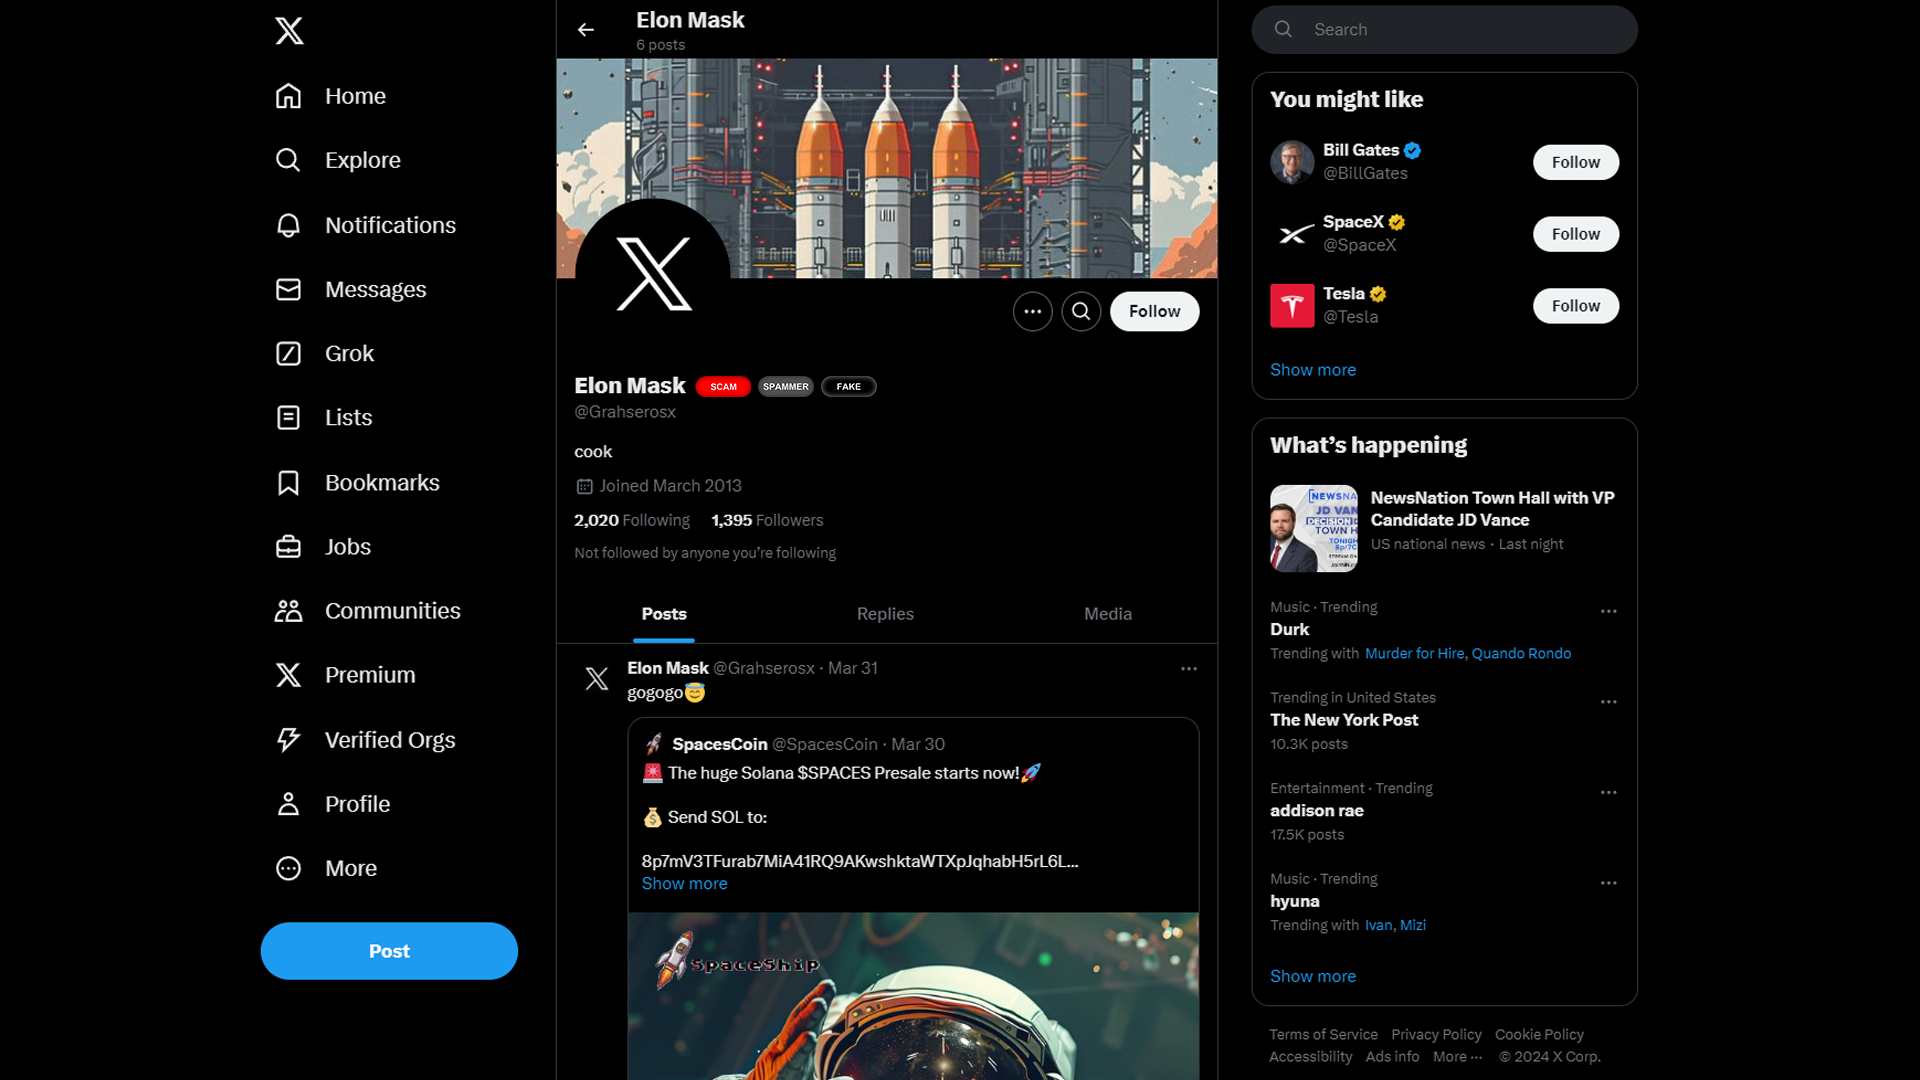 Home
Explore
Notifications
Messages
Grok
Lists
Bookmarks
Jobs
Communities
Premium
Verified Orgs
Profile
More
Post
Elon Mask
6 posts
Follow
Elon Mask SCAM SPAMMER FAKE
@Grahserosx
cook
Joined March 2013
2,020 Following 1,395 Followers
Not followed by anyone you’re following
Posts Replies Media
Elon Mask @Grahserosx · Mar 31
gogogo😇
SpacesCoin @SpacesCoin · Mar 30
🚨 The huge Solana $SPACES Presale starts now!🚀
💰 Send SOL to:
8p7mV3TFurab7MiA41RQ9AKwshktaWTXpJqhabH5rL6L...
Show more
SpaceShip
Search
You might like
Bill Gates
@BillGates
Follow
SpaceX
@SpaceX
Follow
Tesla
@Tesla
Follow
Show more
What’s happening
NewsNation Town Hall with VP
Candidate JD Vance
US national news · Last night
Music · Trending
Durk
Trending with Murder for Hire, Quando Rondo
Trending in United States
The New York Post
10.3K posts
Entertainment · Trending
addison rae
17.5K posts
Music · Trending
hyuna
Trending with Ivan, Mizi
Show more
Terms of Service Privacy Policy Cookie Policy
Accessibility Ads info More ··· © 2024 X Corp.